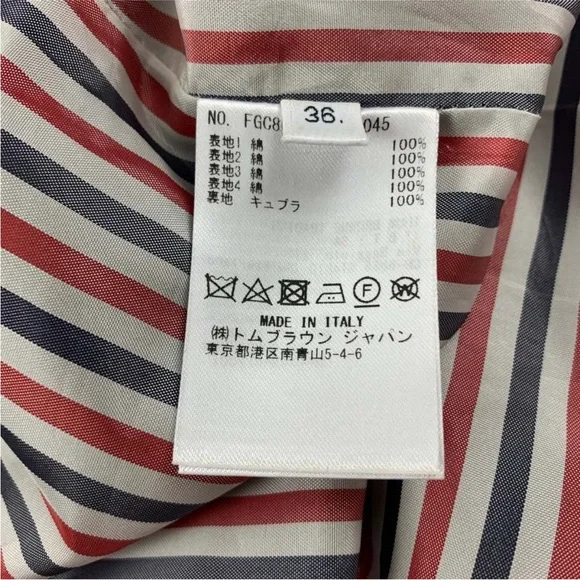 36.
NO. FGC8 045
表地1 綿 100%
表地2 綿 100%
表地3 綿 100%
表地4 綿 100%
裏地 キュプラ 100%
F
W
MADE IN ITALY
㈱トムブラウン ジャパン
東京都港区南青山5-4-6